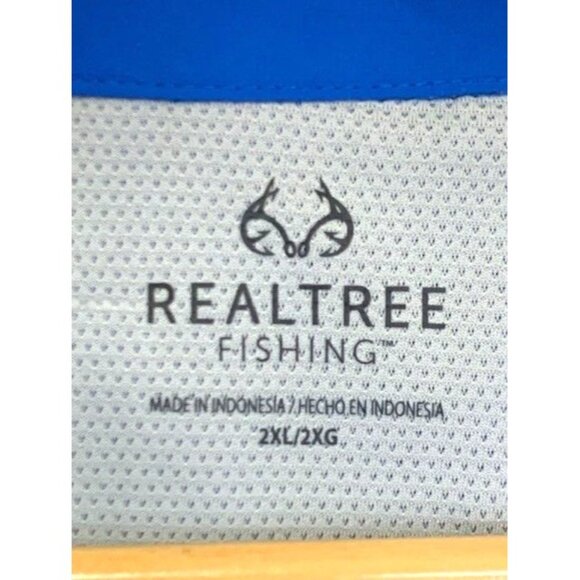 REALTREE
FISHING™
MADE IN INDONESIA / HECHO EN INDONESIA
2XL/2XG